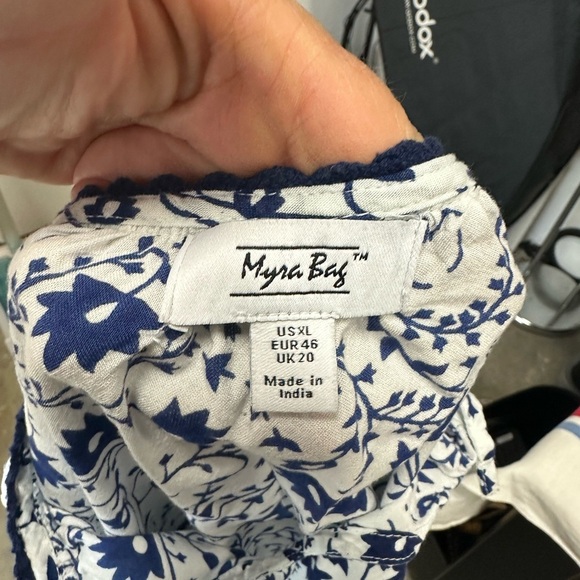 odox®
Myra Bag™
US XL
EUR 46
UK 20
Made in
India